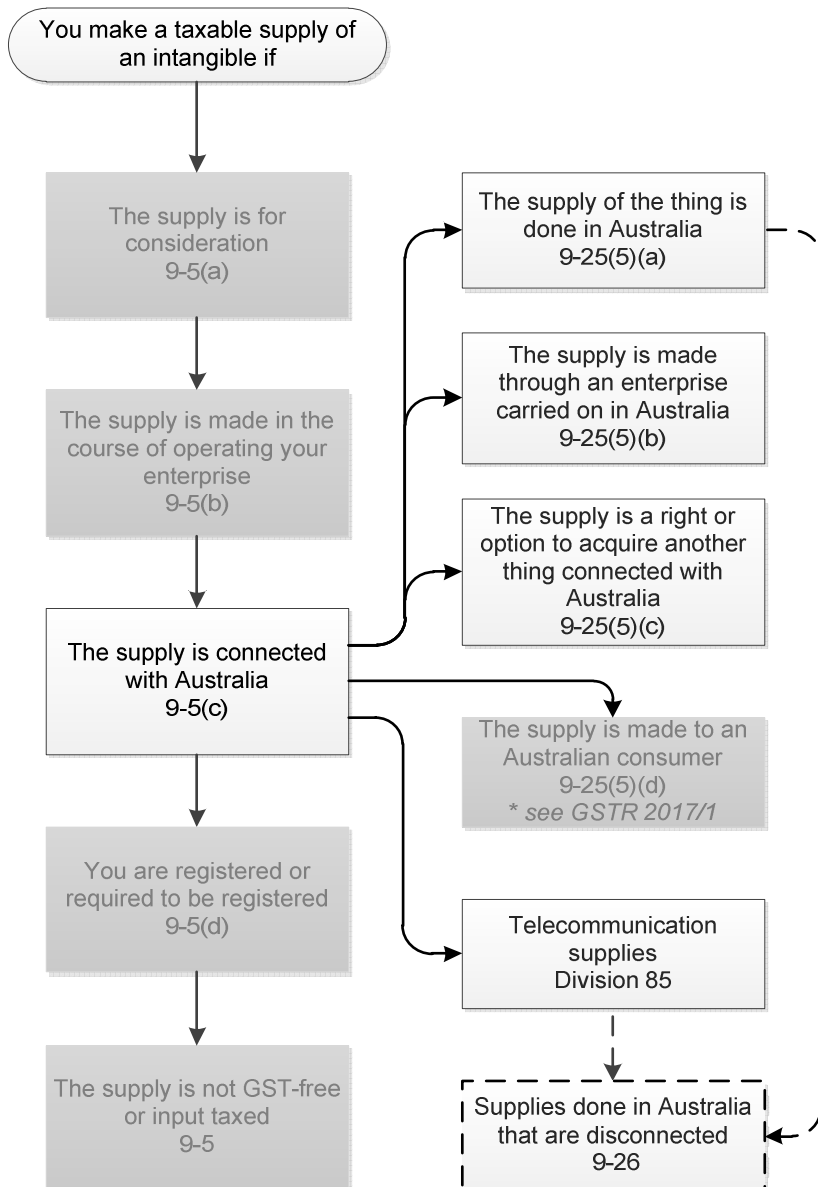 You make a taxable supply of
an intangible if
The supply is for
consideration
9-5(a)
The supply is made in the
course of operating your
enterprise
9-5(b)
The supply is connected
with Australia
9-5(c)
You are registered or
required to be registered
9-5(d)
The supply is not GST-free
or input taxed
9-5
The supply of the thing is
done in Australia
9-25(5)(a)
The supply is made
through an enterprise
carried on in Australia
9-25(5)(b)
The supply is a right or
option to acquire another
thing connected with
Australia
9-25(5)(c)
The supply is made to an
Australian consumer
9-25(5)(d)
* see GSTR 2017/1
Telecommunication
supplies
Division 85
Supplies done in Australia
that are disconnected
9-26